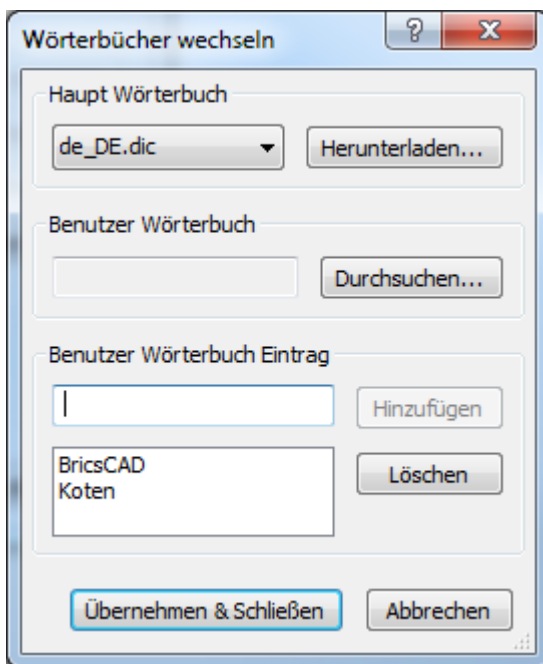 Wörterbücher wechseln
?
X
Haupt Wörterbuch
de_DE.dic
Herunterladen...
Benutzer Wörterbuch
Durchsuchen...
Benutzer Wörterbuch Eintrag
Hinzufügen
BricsCAD
Koten
Löschen
Übernehmen & Schließen
Abbrechen